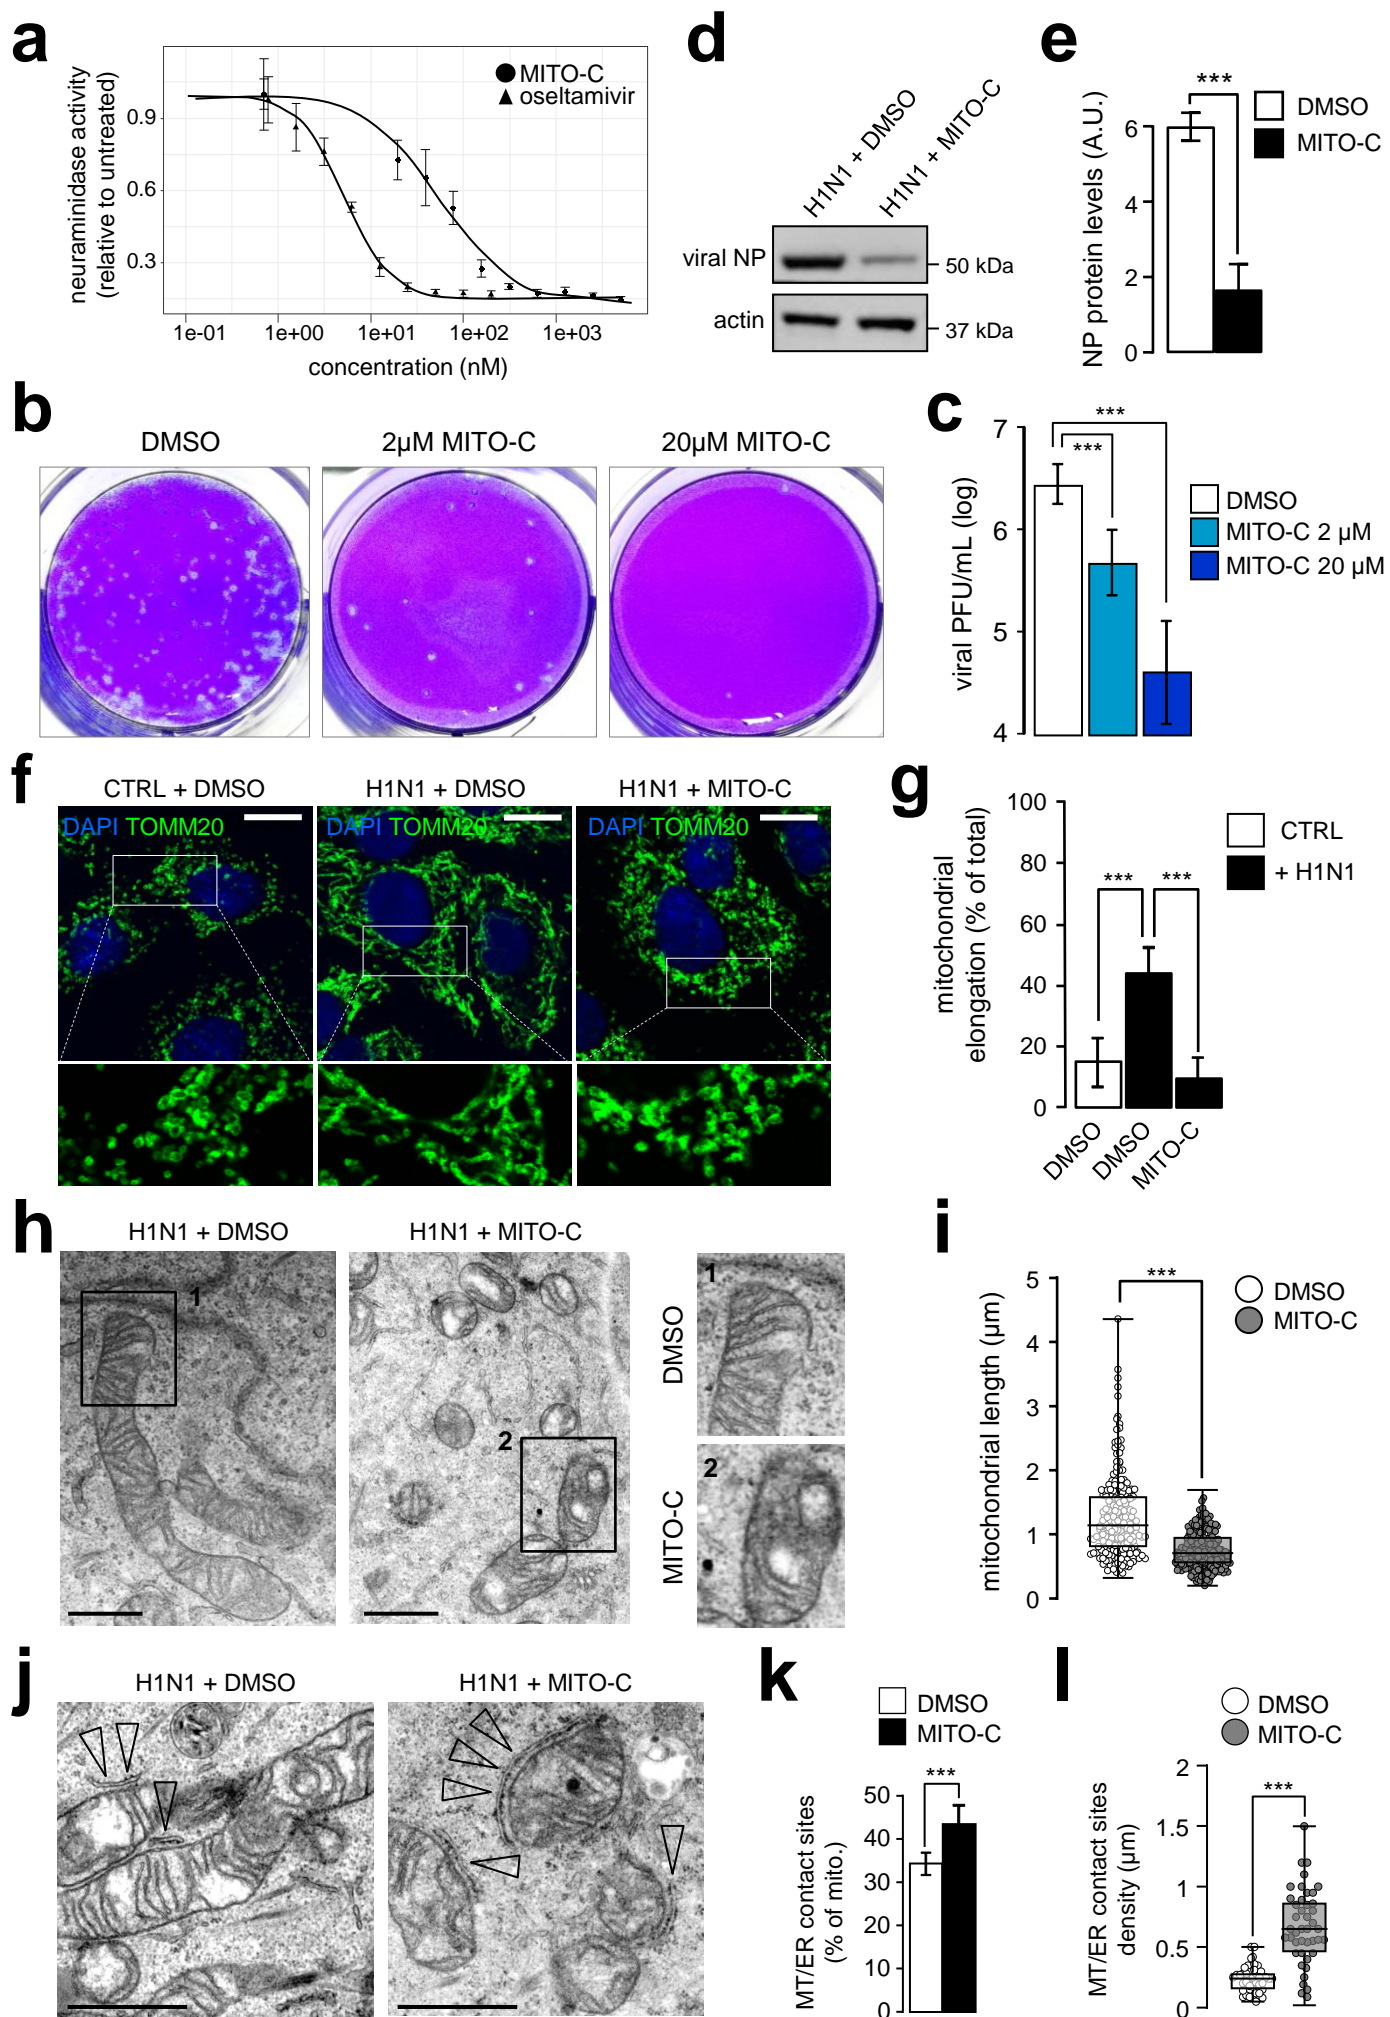 a
neuraminidase activity
(relative to untreated)
0.9
0.6
0.3
MITO-C
oseltamivir
1e-01 1e+00 1e+01 1e+02 1e+03
concentration (nM)
d
H1N1 + DMSO
H1N1 + MITO-C
viral NP
50 kDa
actin
37 kDa
e
***
DMSO
MITO-C
NP protein levels (A.U.)
6
4
2
0
b
DMSO
2µM MITO-C
20µM MITO-C
c
***
***
viral PFU/mL (log)
7
6
5
4
DMSO
MITO-C 2 µM
MITO-C 20 µM
f
CTRL + DMSO
H1N1 + DMSO
H1N1 + MITO-C
DAPI TOMM20
DAPI TOMM20
DAPI TOMM20
g
mitochondrial
elongation (% of total)
100
80
60
40
20
0
*** ***
CTRL
+ H1N1
DMSO
DMSO
MITO-C
h
H1N1 + DMSO
H1N1 + MITO-C
1
2
DMSO
1
MITO-C
2
i
mitochondrial length (µm)
5
4
3
2
1
0
***
DMSO
MITO-C
j
H1N1 + DMSO
H1N1 + MITO-C
k
DMSO
MITO-C
***
MT/ER contact sites
(% of mito.)
50
40
30
20
10
0
l
DMSO
MITO-C
***
MT/ER contact sites
density (µm)
2
1.5
1
0.5
0